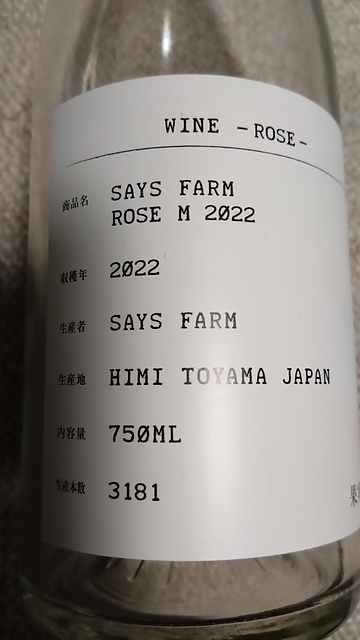 WINE -ROSE-
商品名 SAYS FARM
ROSE M 2022
収穫年 2022
生産者 SAYS FARM
生産地 HIMI TOYAMA JAPAN
内容量 750ML
生産本数 3181